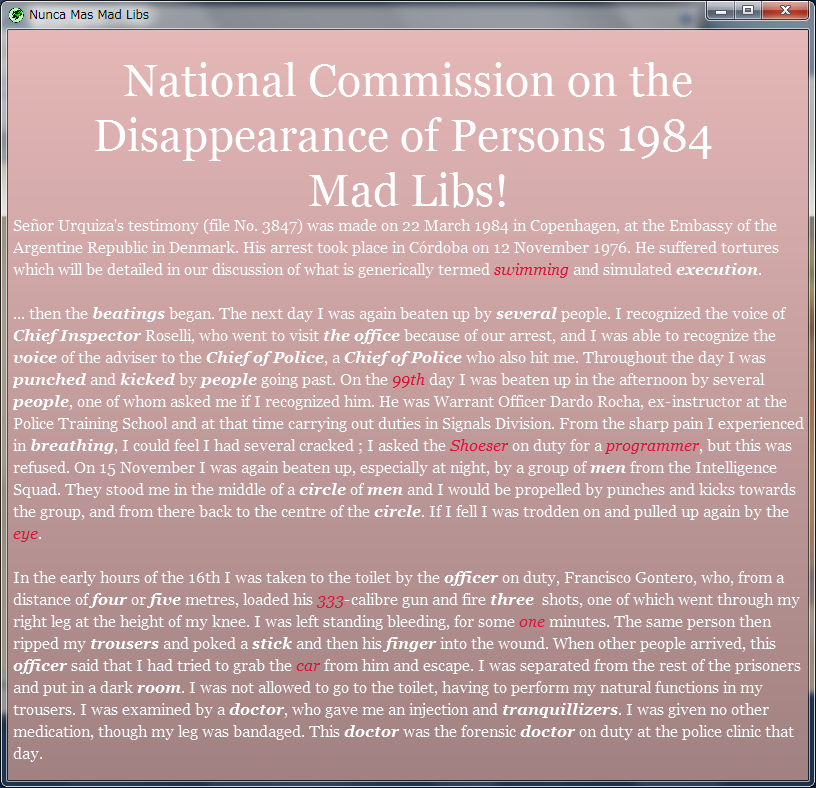 Nunca Mas Mad Libs
National Commission on the
Disappearance of Persons 1984
Mad Libs!
Señor Urquiza's testimony (file No. 3847) was made on 22 March 1984 in Copenhagen, at the Embassy of the
Argentine Republic in Denmark. His arrest took place in Córdoba on 12 November 1976. He suffered tortures
which will be detailed in our discussion of what is generically termed swimming and simulated execution.
... then the beatings began. The next day I was again beaten up by several people. I recognized the voice of
Chief Inspector Roselli, who went to visit the office because of our arrest, and I was able to recognize the
voice of the adviser to the Chief of Police, a Chief of Police who also hit me. Throughout the day I was
punched and kicked by people going past. On the 99th day I was beaten up in the afternoon by several
people, one of whom asked me if I recognized him. He was Warrant Officer Dardo Rocha, ex-instructor at the
Police Training School and at that time carrying out duties in Signals Division. From the sharp pain I experienced
in breathing, I could feel I had several cracked ; I asked the Shoeser on duty for a programmer, but this was
refused. On 15 November I was again beaten up, especially at night, by a group of men from the Intelligence
Squad. They stood me in the middle of a circle of men and I would be propelled by punches and kicks towards
the group, and from there back to the centre of the circle. If I fell I was trodden on and pulled up again by the
eye.
In the early hours of the 16th I was taken to the toilet by the officer on duty, Francisco Gontero, who, from a
distance of four or five metres, loaded his 333-calibre gun and fire three shots, one of which went through my
right leg at the height of my knee. I was left standing bleeding, for some one minutes. The same person then
ripped my trousers and poked a stick and then his finger into the wound. When other people arrived, this
officer said that I had tried to grab the car from him and escape. I was separated from the rest of the prisoners
and put in a dark room. I was not allowed to go to the toilet, having to perform my natural functions in my
trousers. I was examined by a doctor, who gave me an injection and tranquillizers. I was given no other
medication, though my leg was bandaged. This doctor was the forensic doctor on duty at the police clinic that
day.